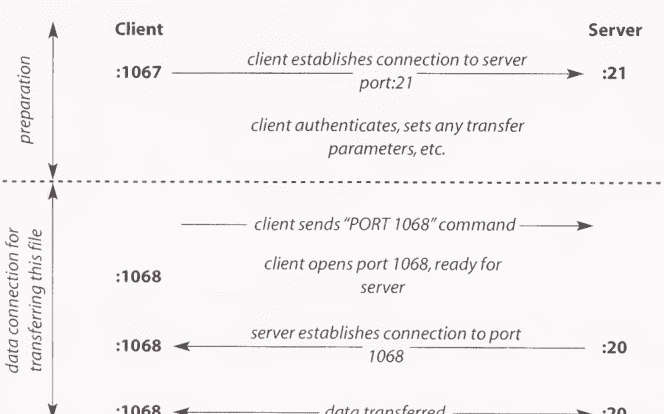 Client
Server
client establishes connection to server
:1067
:21
port:21
preparation
client authenticates, sets any transfer
parameters, etc.
client sends “PORT 1068” command
data connection for
transferring this file
client opens port 1068, ready for
:1068
server
server establishes connection to port
:1068
:20
1068
:1068
data transferred
:20